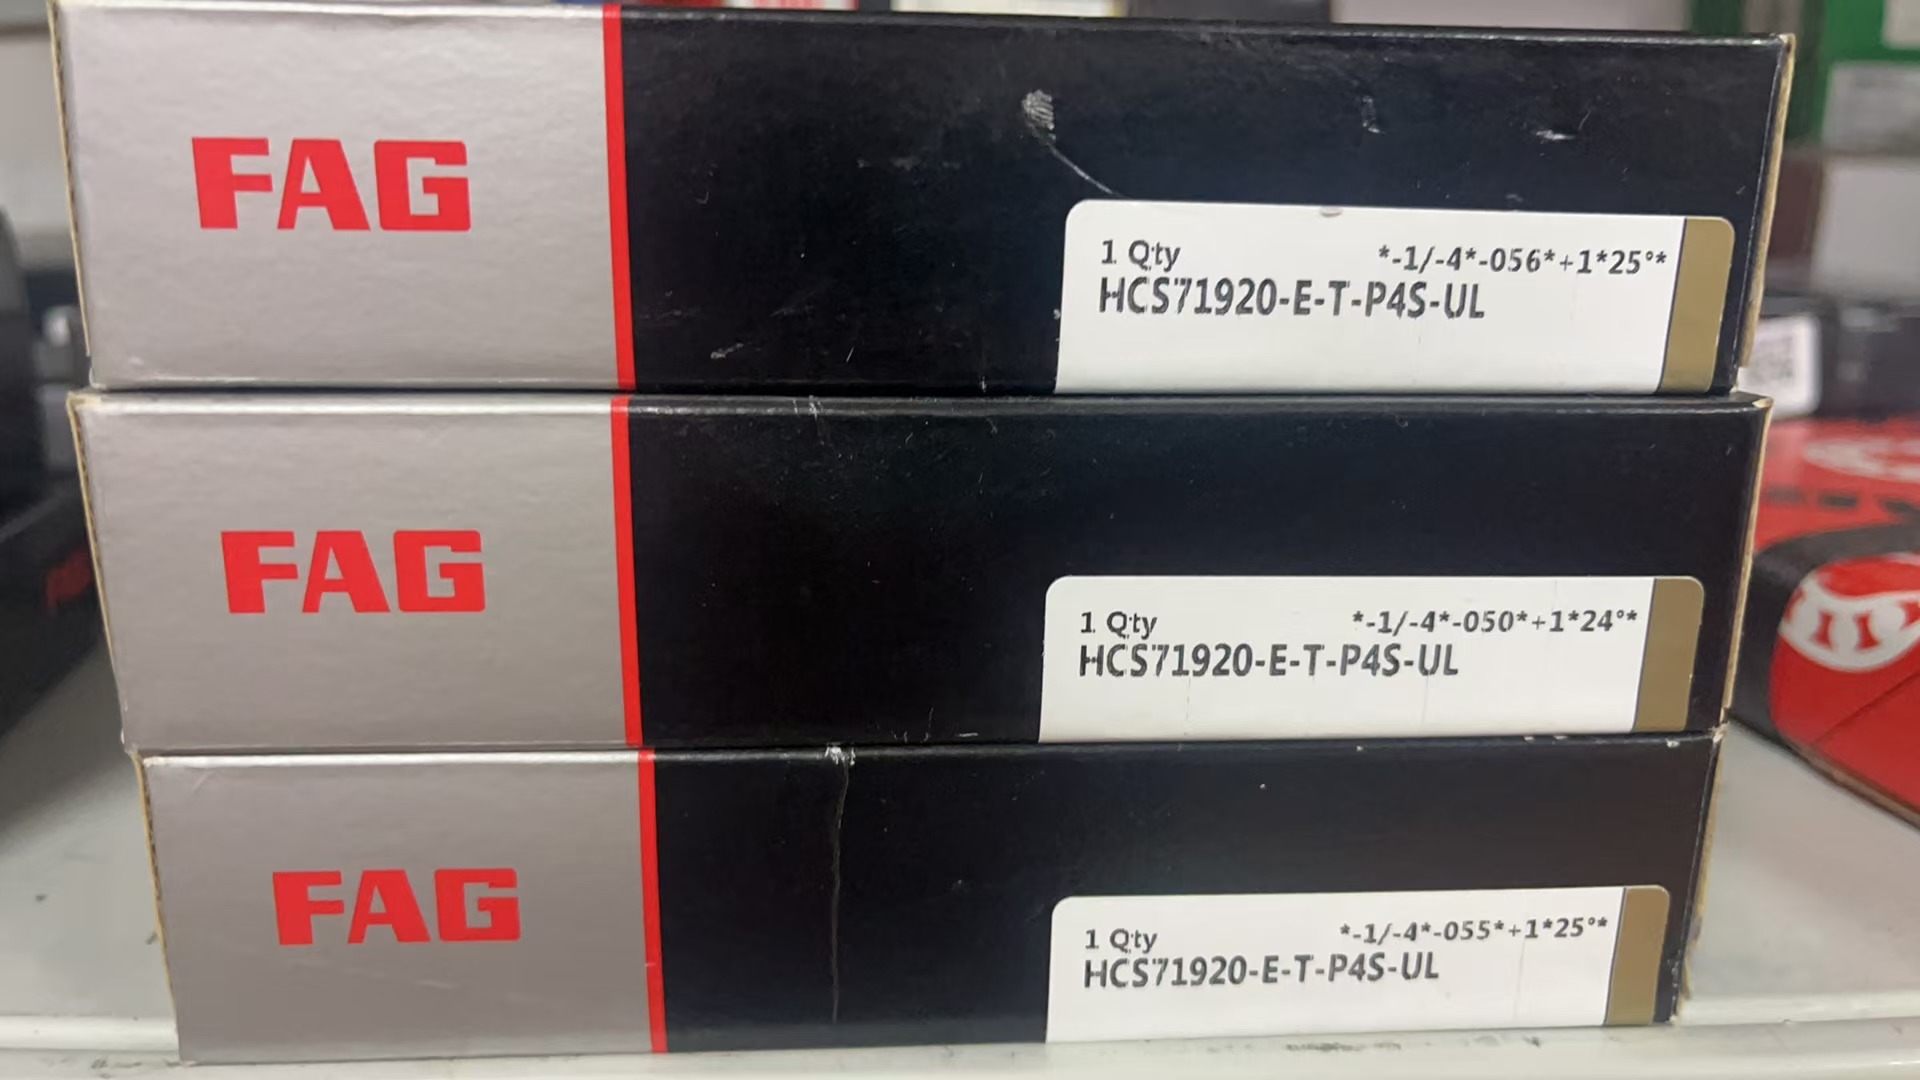 FAG
1 Qty *-1/-4*-056*+1*25°*
HCS71920-E-T-P4S-UL
FAG
1 Qty *-1/-4*-050*+1*24°*
HCS71920-E-T-P4S-UL
FAG
1 Qty *-1/-4*-055*+1*25°*
HCS71920-E-T-P4S-UL